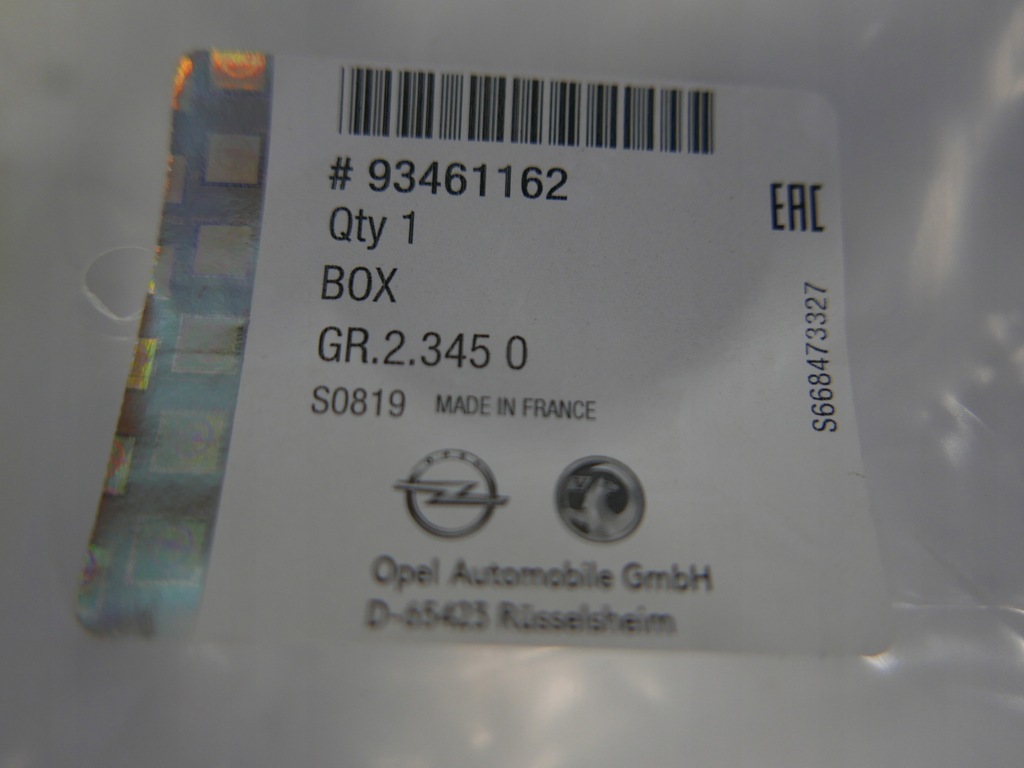 # 93461162
Qty 1
BOX
GR.2.345 0
S0819 MADE IN FRANCE
Opel Automobile GmbH
D-65423 Rüsselsheim
EAC
S668473327